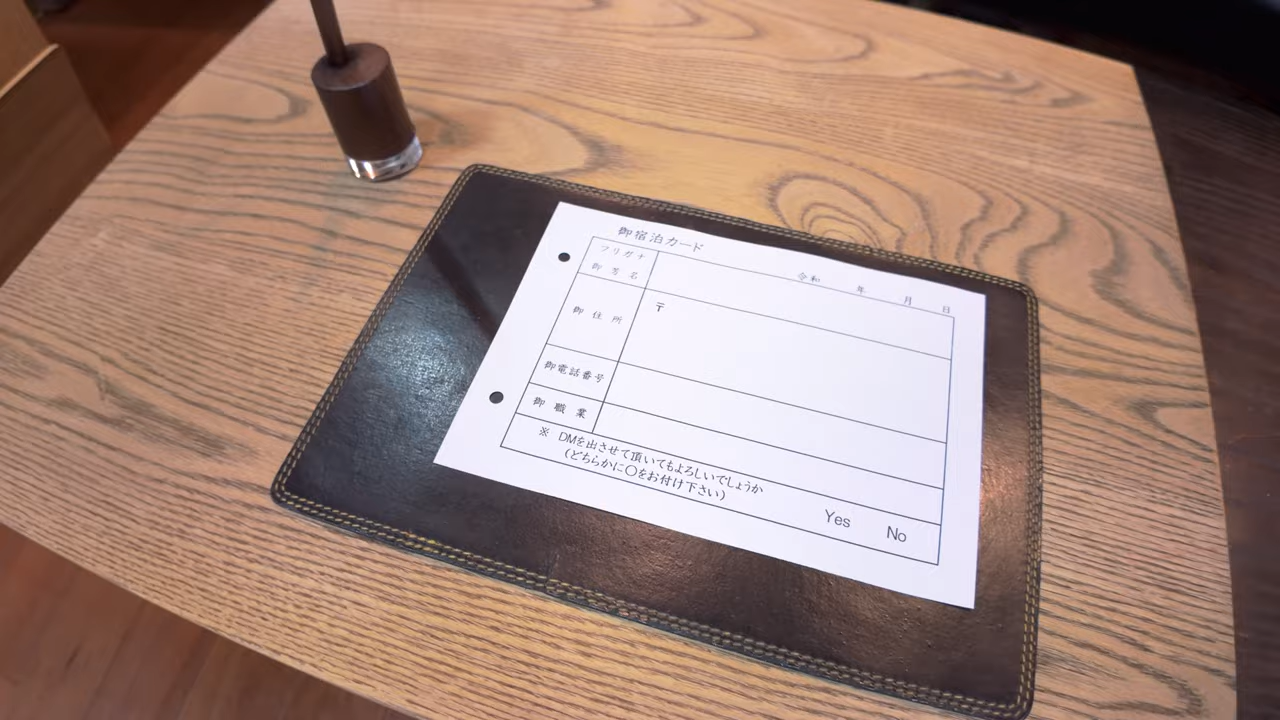 御宿泊カード
令和 年 月 日
フリガナ
御芳名
御住所 〒
御電話番号
御職業
※ DMを出させて頂いてもよろしいでしょうか
(どちらかに○をお付け下さい)
Yes No